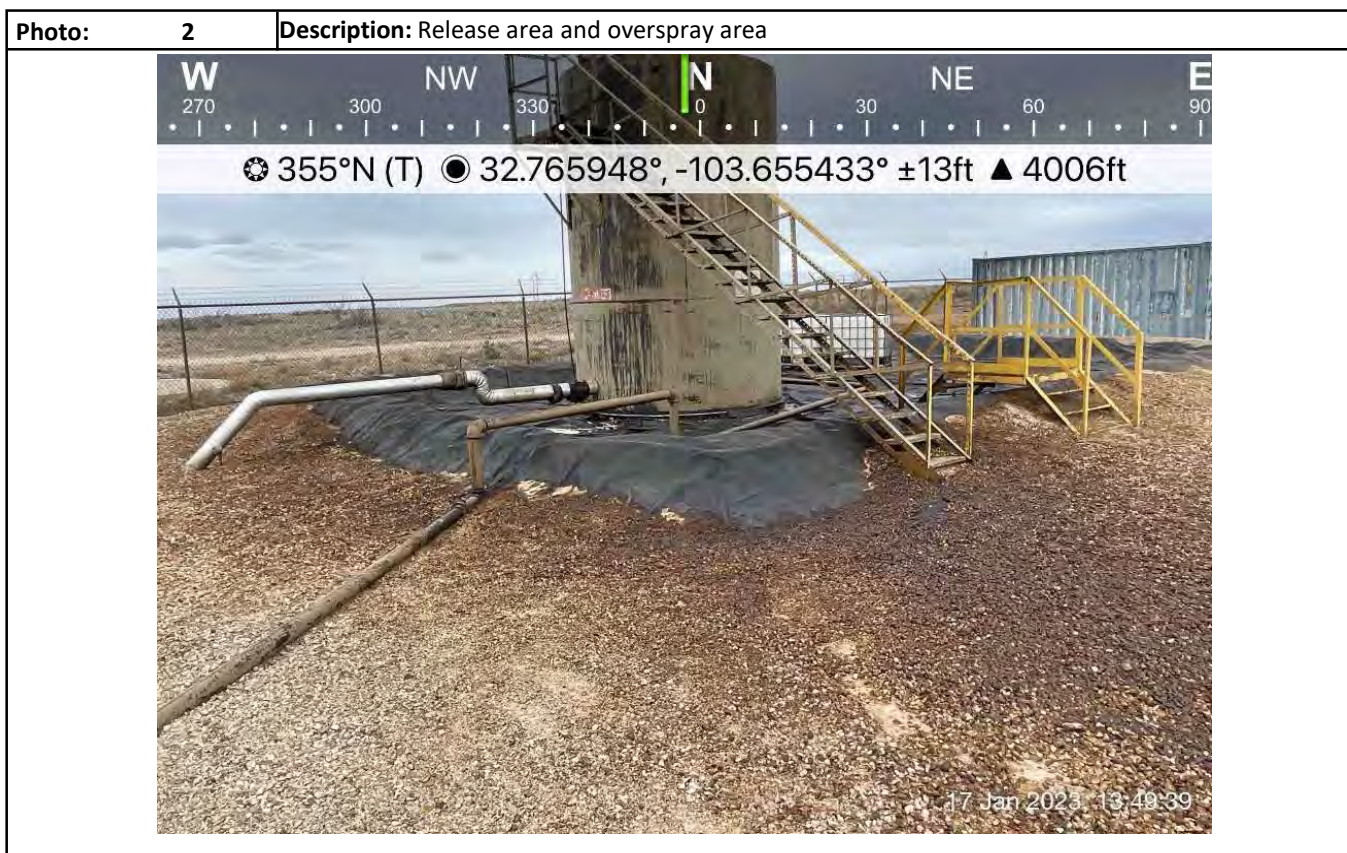 Photo: 2 Description: Release area and overspray area
W NW N NE E
270 300 330 0 30 60 90
355°N (T) 32.765948°, -103.655433° ±13ft ▲ 4006ft
17 Jan 2023, 13:49:39